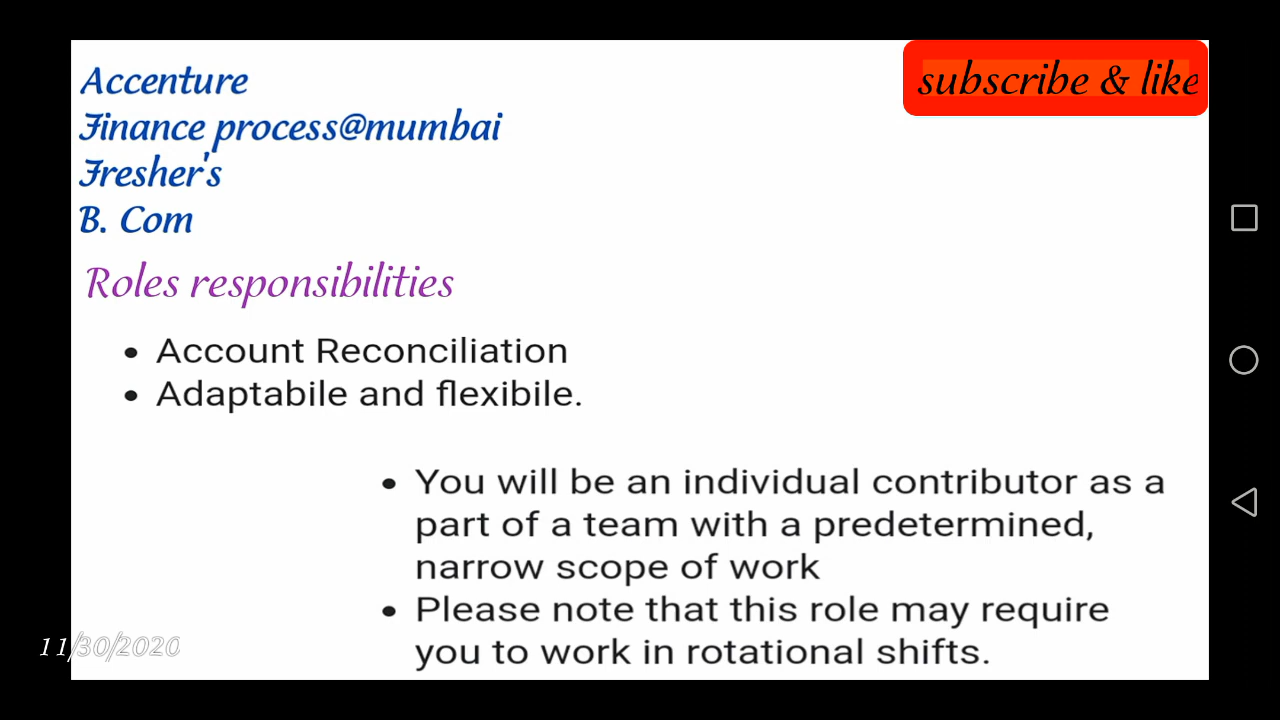 Accenture
subscribe & like
Finance process@mumbai
Fresher's
B. Com
Roles responsibilities
• Account Reconciliation
• Adaptabile and flexibile.
• You will be an individual contributor as a
part of a team with a predetermined,
narrow scope of work
• Please note that this role may require
you to work in rotational shifts.
11/30/2020